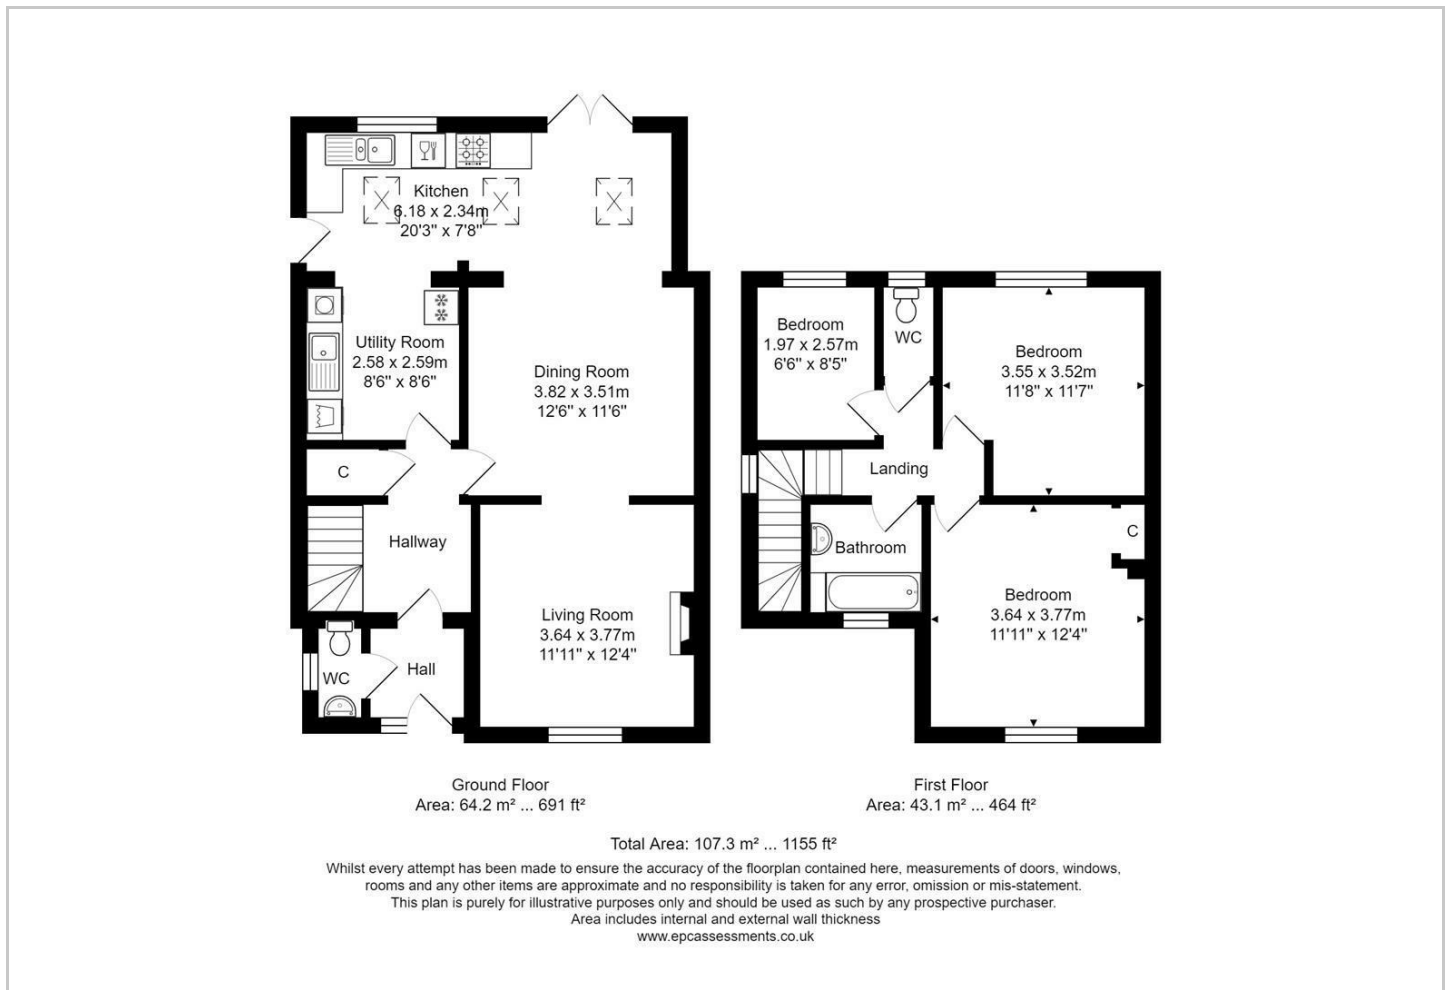 Kitchen
6.18 x 2.34m
20'3" x 7'8"
Utility Room
2.58 x 2.59m
8'6" x 8'6"
Dining Room
3.82 x 3.51m
12'6" x 11'6"
C
Hallway
Living Room
3.64 x 3.77m
11'11" x 12'4"
WC
Hall
Bedroom
1.97 x 2.57m
6'6" x 8'5"
WC
Bedroom
3.55 x 3.52m
11'8" x 11'7"
Landing
Bathroom
C
Bedroom
3.64 x 3.77m
11'11" x 12'4"
Ground Floor
Area: 64.2 m² ... 691 ft²
First Floor
Area: 43.1 m² ... 464 ft²
Total Area: 107.3 m² ... 1155 ft²
Whilst every attempt has been made to ensure the accuracy of the floorplan contained here, measurements of doors, windows,
rooms and any other items are approximate and no responsibility is taken for any error, omission or mis-statement.
This plan is purely for illustrative purposes only and should be used as such by any prospective purchaser.
Area includes internal and external wall thickness
www.epcassessments.co.uk